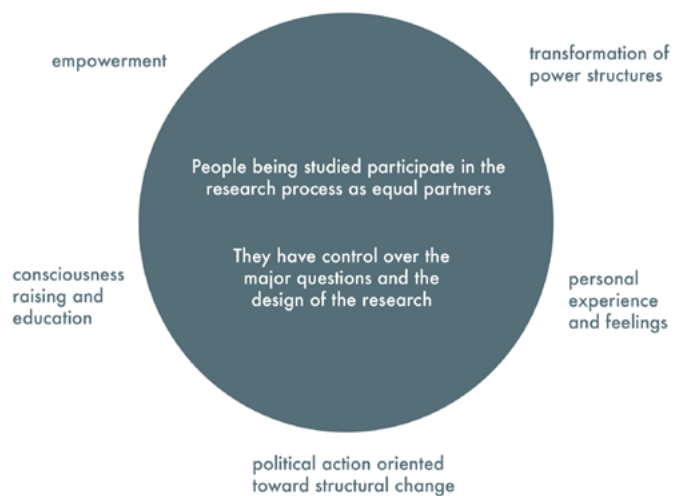 empowerment
transformation of
power structures
People being studied participate in the
research process as equal partners
They have control over the
major questions and the
design of the research
consciousness
raising and
education
personal
experience
and feelings
political action oriented
toward structural change